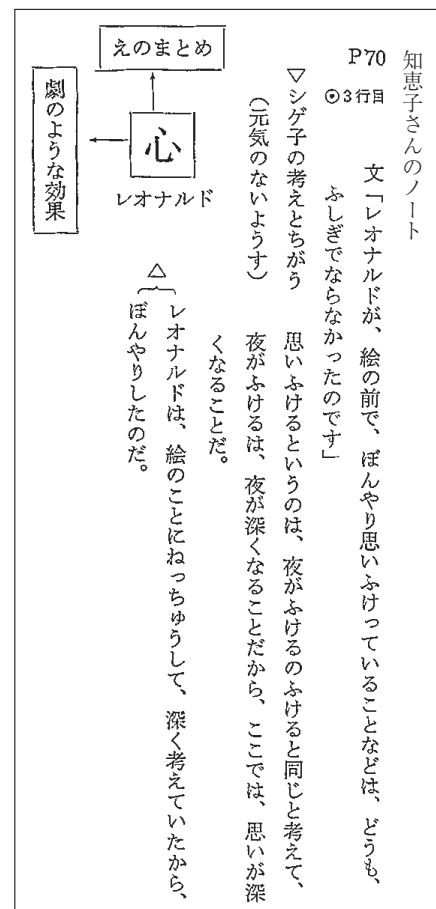 知恵子さんのノート
P70
⊙3行目
文「レオナルドが、絵の前で、ぼんやり思いふけっていることなどは、どうも、
ふしぎでならなかったのです」
▽シゲ子の考えとちがう
(元気のないようす)
思いふけるというのは、夜がふけるのふけると同じと考えて、
夜がふけるは、夜が深くなることだから、ここでは、思いが深
くなることだ。
△
レオナルドは、絵のことにねっちゅうして、深く考えていたから、
ぼんやりしたのだ。
心
レオナルド
えのまとめ
劇のような効果